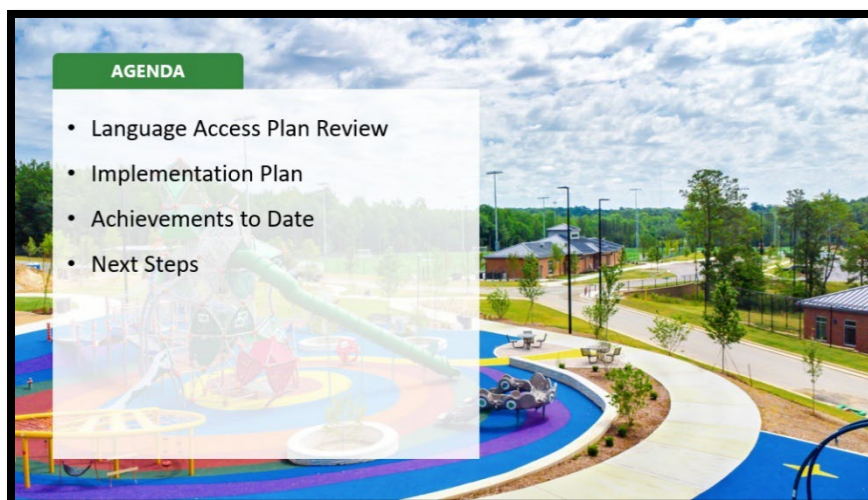 AGENDA
• Language Access Plan Review
• Implementation Plan
• Achievements to Date
• Next Steps